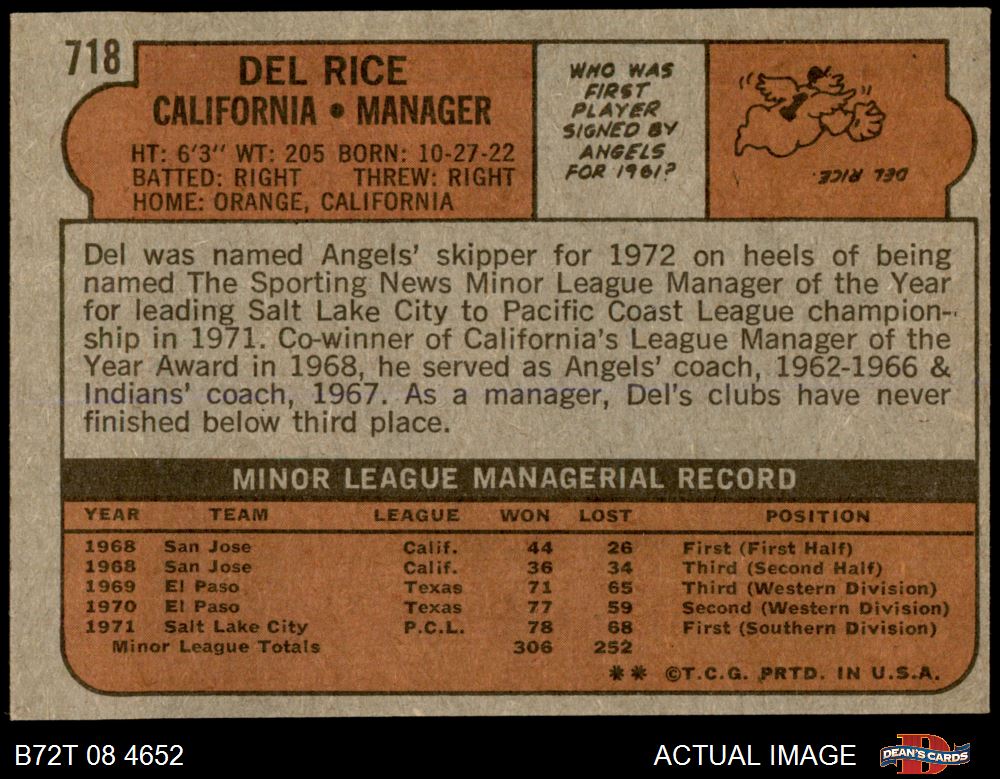 718
DEL RICE
CALIFORNIA • MANAGER
HT: 6'3" WT: 205 BORN: 10-27-22
BATTED: RIGHT THREW: RIGHT
HOME: ORANGE, CALIFORNIA
WHO WAS
FIRST
PLAYER
SIGNED BY
ANGELS
FOR 1961?
DEL RICE.
Del was named Angels' skipper for 1972 on heels of being
named The Sporting News Minor League Manager of the Year
for leading Salt Lake City to Pacific Coast League champion-
ship in 1971. Co-winner of California's League Manager of the
Year Award in 1968, he served as Angels' coach, 1962-1966 &
Indians' coach, 1967. As a manager, Del's clubs have never
finished below third place.
MINOR LEAGUE MANAGERIAL RECORD
YEAR TEAM LEAGUE WON LOST POSITION
1968 San Jose Calif. 44 26 First (First Half)
1968 San Jose Calif. 36 34 Third (Second Half)
1969 El Paso Texas 71 65 Third (Western Division)
1970 El Paso Texas 77 59 Second (Western Division)
1971 Salt Lake City P.C.L. 78 68 First (Southern Division)
Minor League Totals 306 252
** ©T.C.G. PRTD. IN U.S.A.
B72T 08 4652 ACTUAL IMAGE
D
DEAN'S CARDS